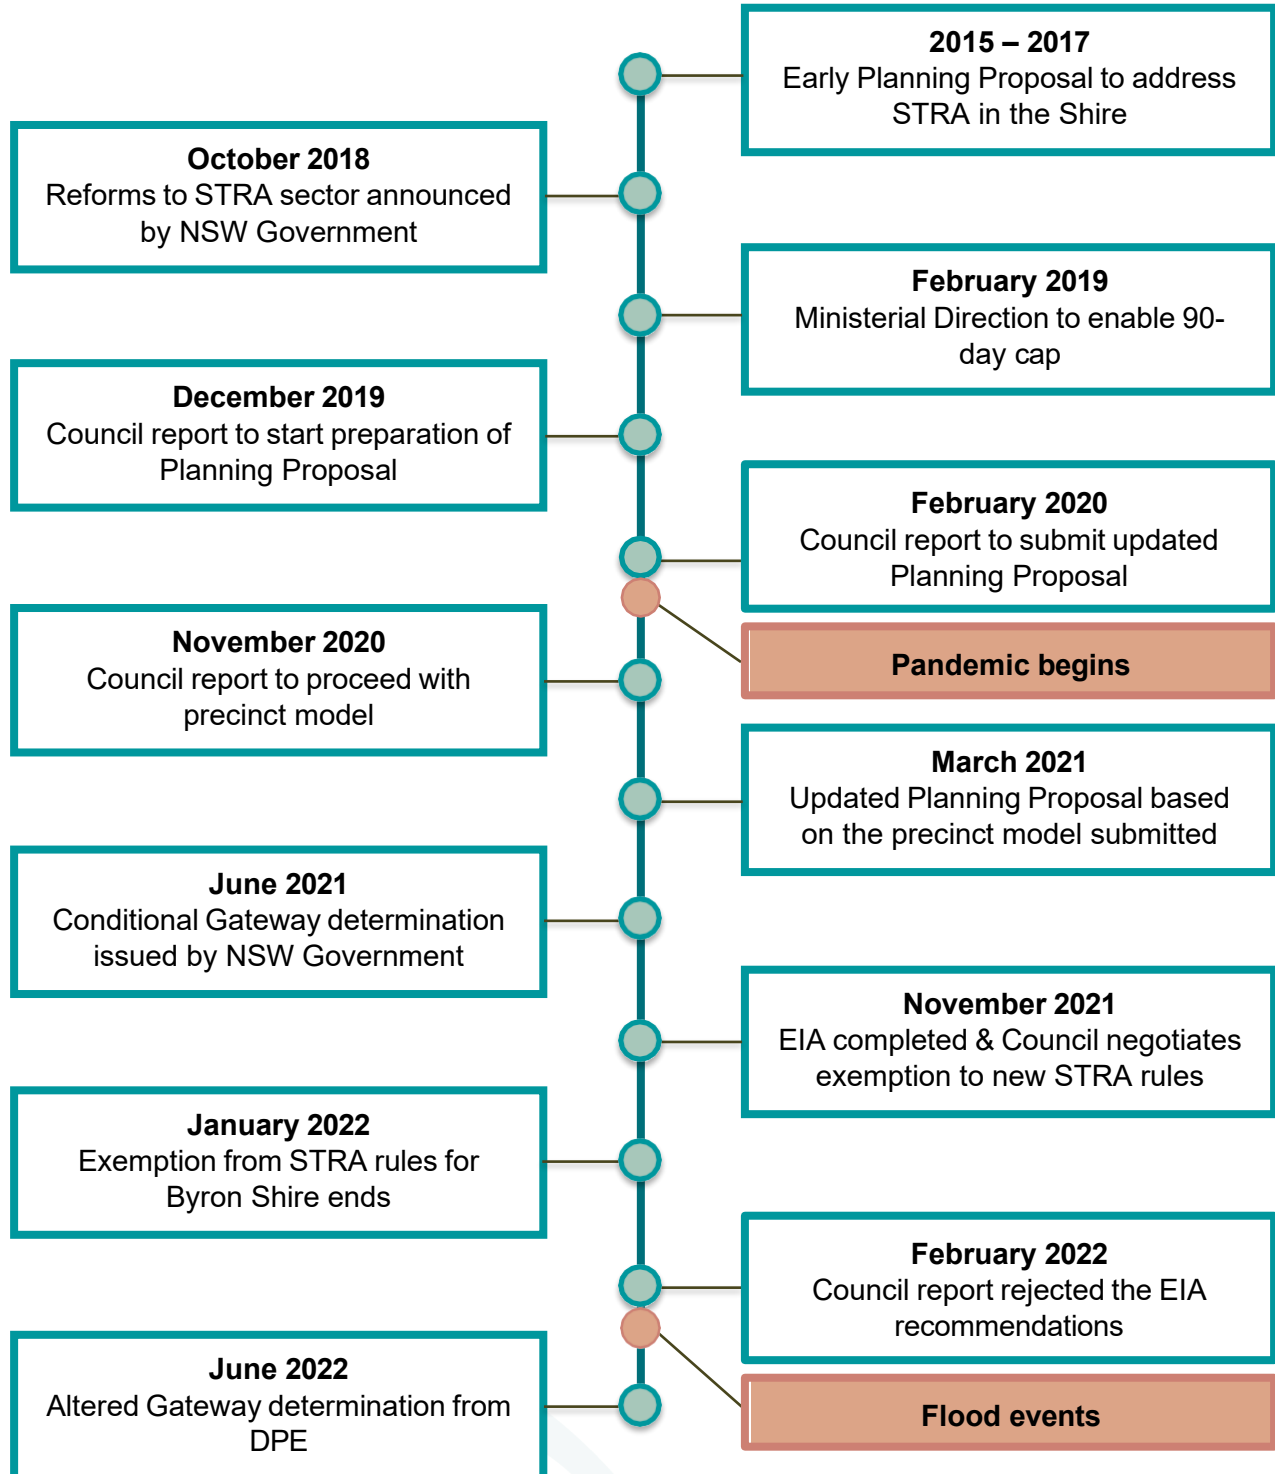 2015 – 2017
Early Planning Proposal to address
STRA in the Shire
October 2018
Reforms to STRA sector announced
by NSW Government
February 2019
Ministerial Direction to enable 90-
day cap
December 2019
Council report to start preparation of
Planning Proposal
February 2020
Council report to submit updated
Planning Proposal
Pandemic begins
November 2020
Council report to proceed with
precinct model
March 2021
Updated Planning Proposal based
on the precinct model submitted
June 2021
Conditional Gateway determination
issued by NSW Government
November 2021
EIA completed & Council negotiates
exemption to new STRA rules
January 2022
Exemption from STRA rules for
Byron Shire ends
February 2022
Council report rejected the EIA
recommendations
Flood events
June 2022
Altered Gateway determination from
DPE